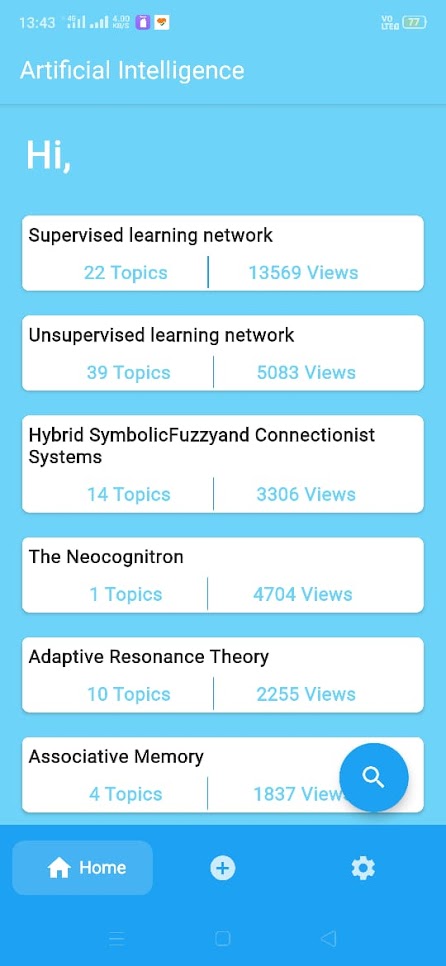 13:43 4G 4.00 KB/S VO LTE 77
Artificial Intelligence
Hi,
Supervised learning network
22 Topics 13569 Views
Unsupervised learning network
39 Topics 5083 Views
Hybrid SymbolicFuzzyand Connectionist
Systems
14 Topics 3306 Views
The Neocognitron
1 Topics 4704 Views
Adaptive Resonance Theory
10 Topics 2255 Views
Associative Memory
4 Topics 1837 View
Home